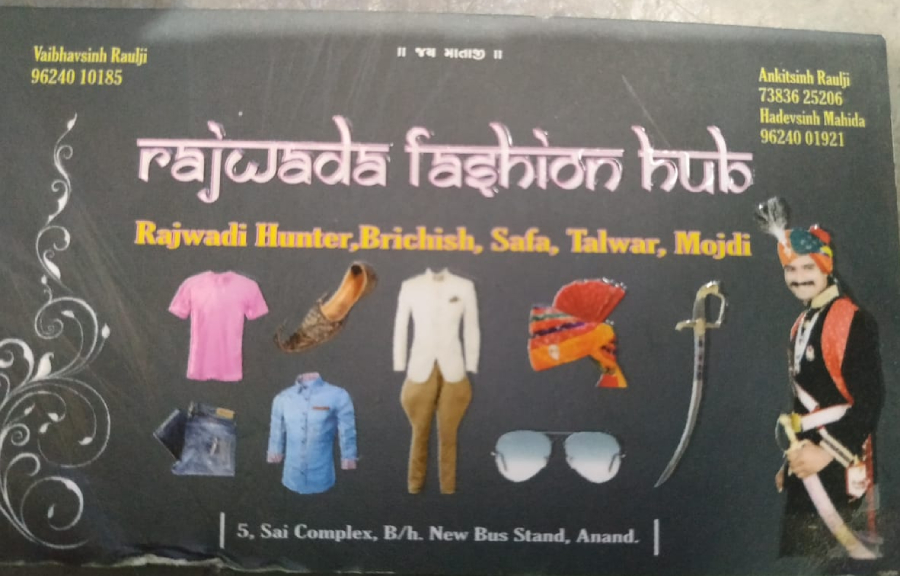 Vaibhavsinh Raulji
96240 10185
॥ જય માતાજી ॥
Ankitsinh Raulji
73836 25206
Hadevsinh Mahida
96240 01921
rajwada fashion hub
Rajwadi Hunter,Brichish, Safa, Talwar, Mojdi
5, Sai Complex, B/h. New Bus Stand, Anand.